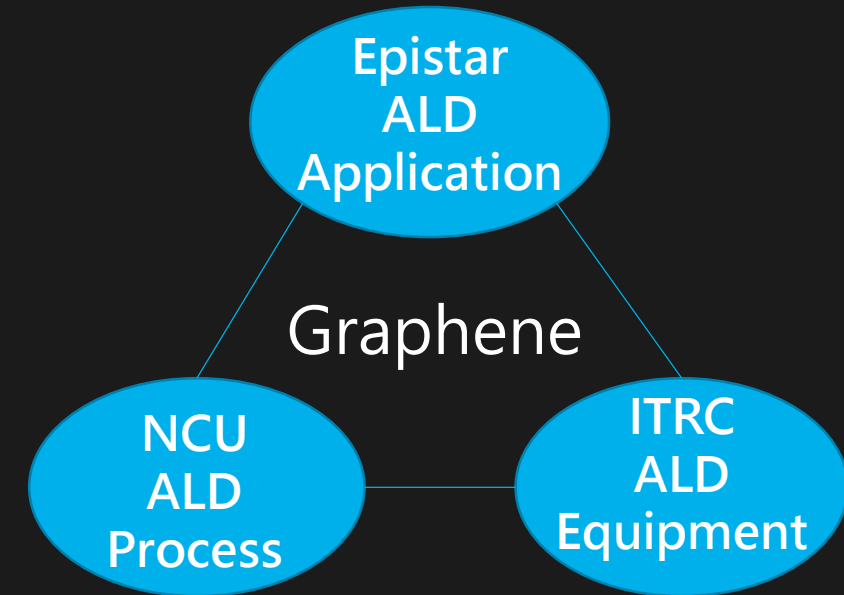 Epistar
ALD
Application
Graphene
NCU
ALD
Process
ITRC
ALD
Equipment